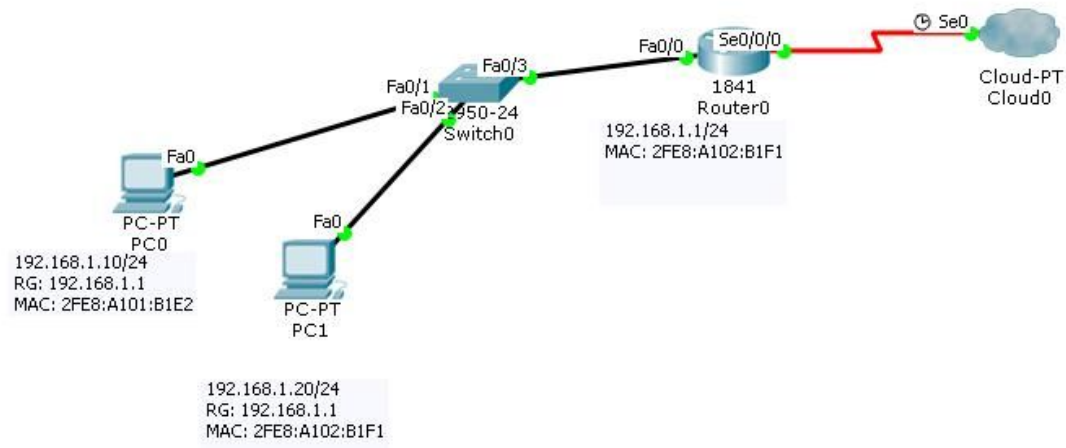 Se0
Fa0/0
Se0/0/0
Fa0/3
Fa0/1
Fa0/2
950-24
Switch0
Cloud-PT
Cloud0
1841
Router0
192.168.1.1/24
MAC: 2FE8:A102:B1F1
Fa0
PC-PT
PC0
192.168.1.10/24
RG: 192.168.1.1
MAC: 2FE8:A101:B1E2
Fa0
PC-PT
PC1
192.168.1.20/24
RG: 192.168.1.1
MAC: 2FE8:A102:B1F1